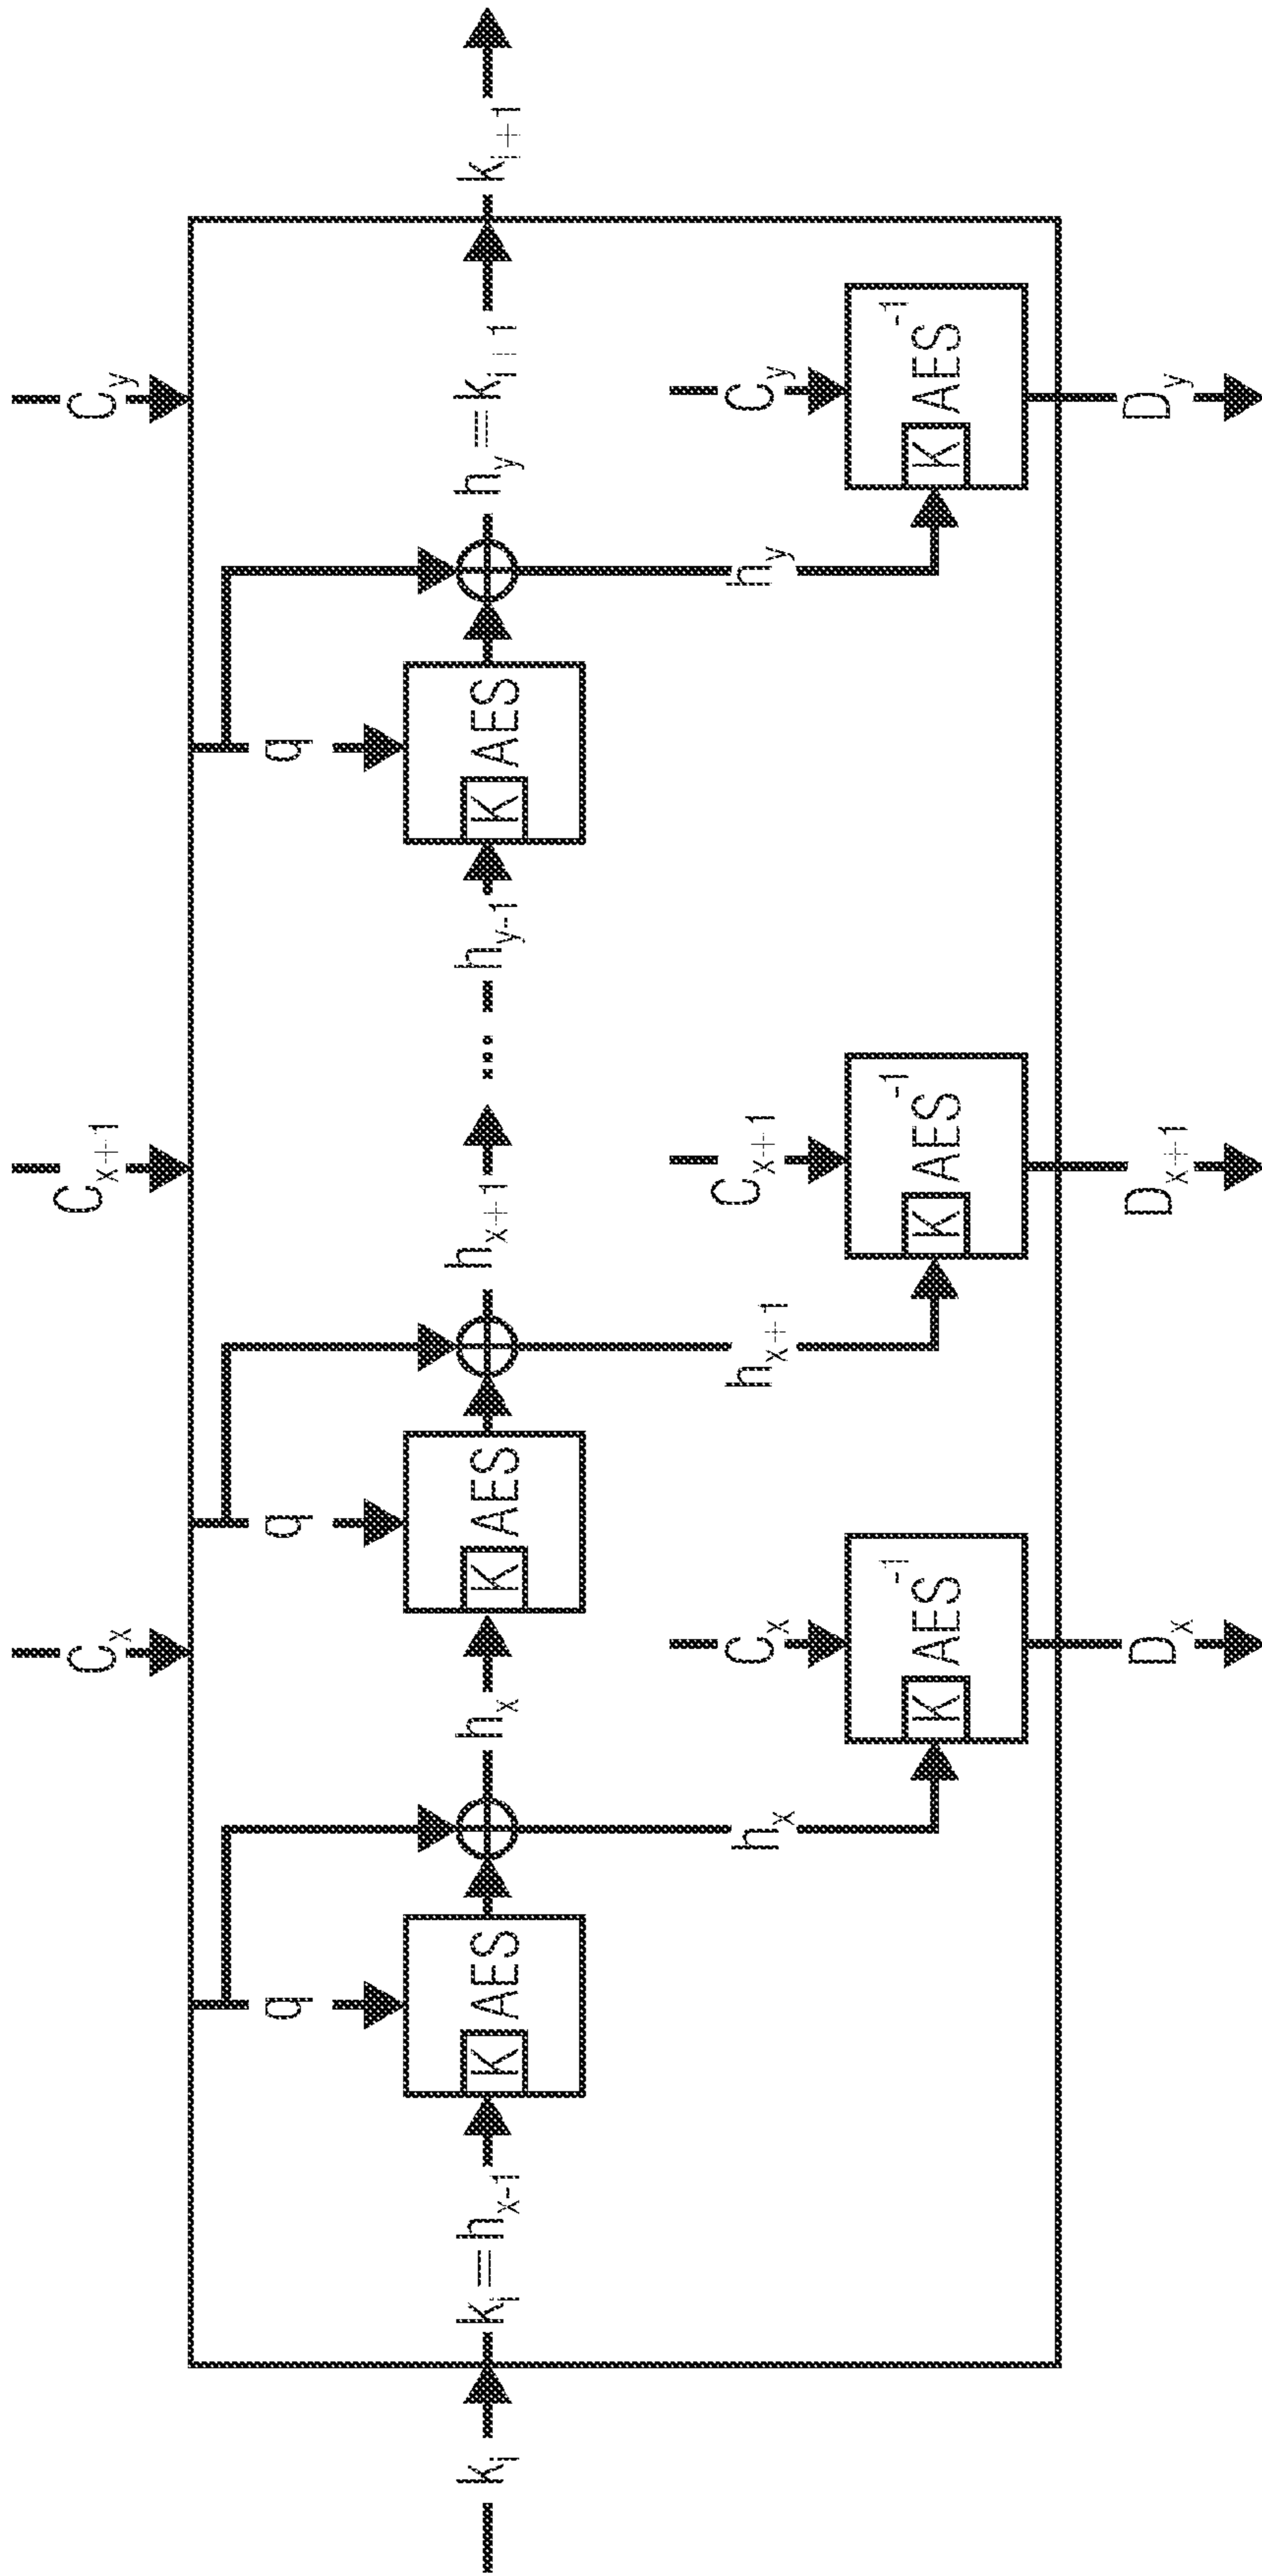 C_x
C_{x+1}
C_y
q
q
q
k_i
k_i=h_{x-1}
K AES
h_x
K AES
h_{x+1}
...
h_{y-1}
K AES
h_y=k_{i+1}
k_{i+1}
h_x
C_x
h_{x+1}
C_{x+1}
h_y
C_y
K AES^{-1}
K AES^{-1}
K AES^{-1}
D_x
D_{x+1}
D_y